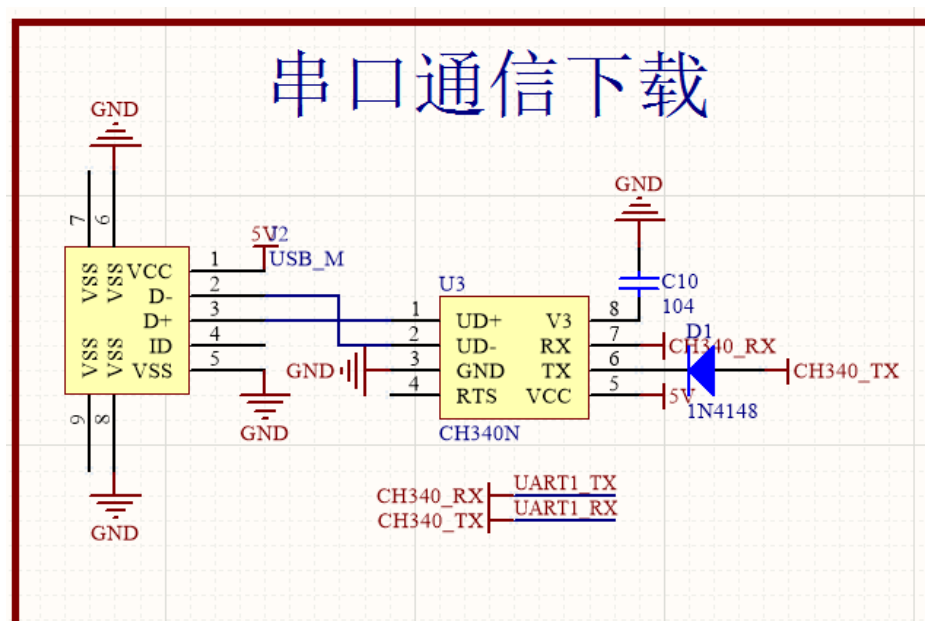 串口通信下载
GND
7
6
VSS
VSS
5V
J2
USB_M
VCC
1
D-
2
D+
3
ID
4
VSS
5
VSS
VSS
9
8
GND
GND
GND
C10
104
U3
1
UD+
2
UD-
GND
3
GND
4
RTS
V3
8
RX
7
CH340_RX
TX
6
VCC
5
5V
D1
1N4148
CH340_TX
CH340N
CH340_RX
UART1_TX
CH340_TX
UART1_RX